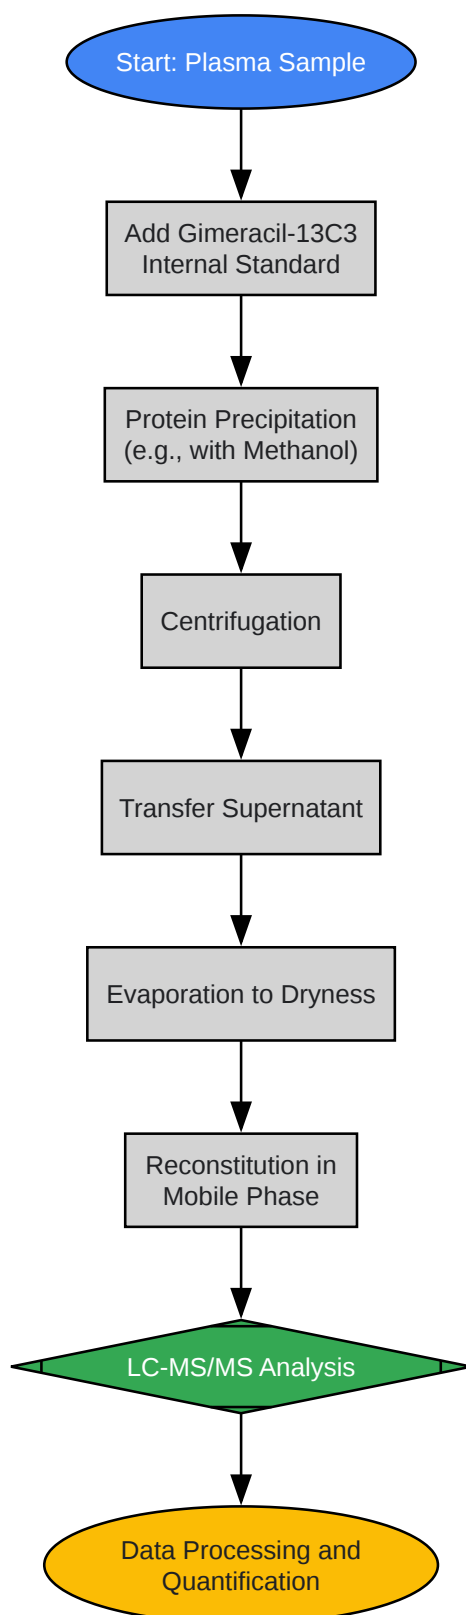 Start: Plasma Sample
Add Gimeracil-13C3
Internal Standard
Protein Precipitation
(e.g., with Methanol)
Centrifugation
Transfer Supernatant
Evaporation to Dryness
Reconstitution in
Mobile Phase
LC-MS/MS Analysis
Data Processing and
Quantification